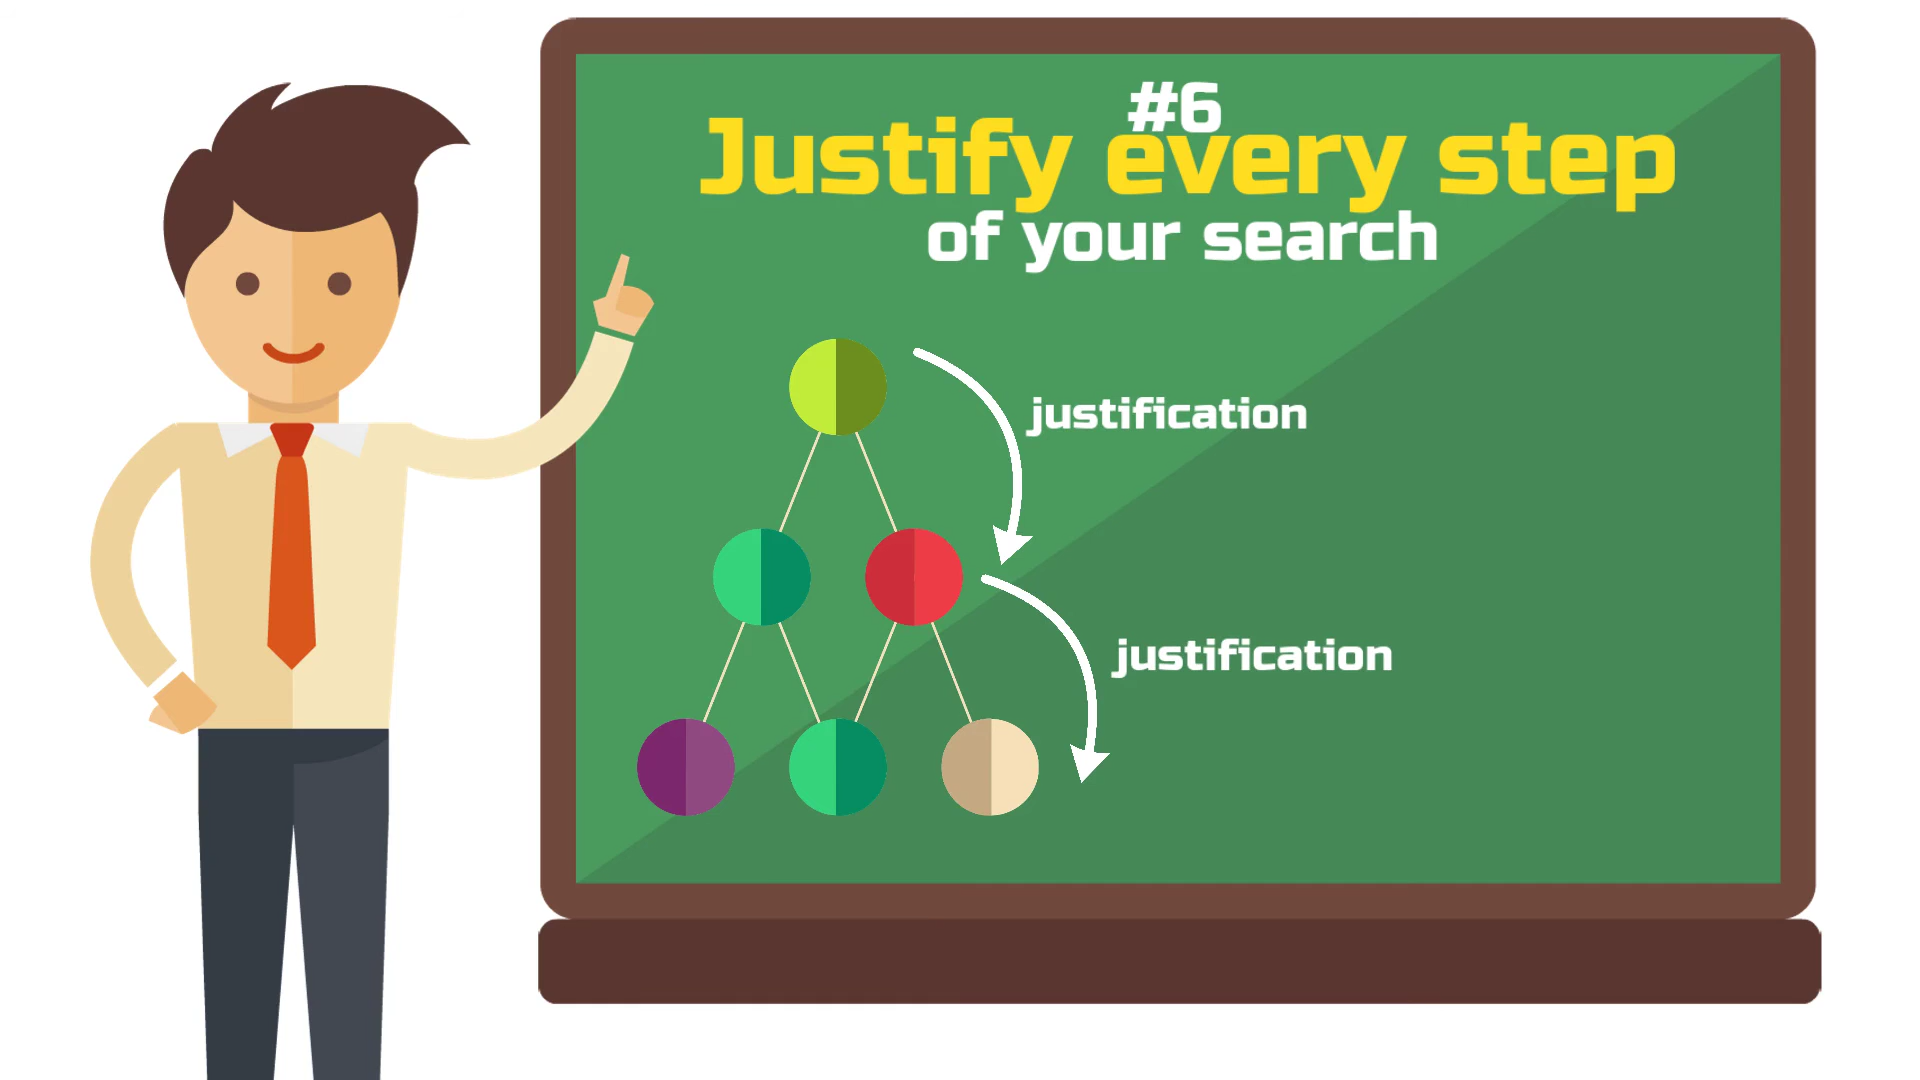 #6
Justify every step
of your search
justification
justification